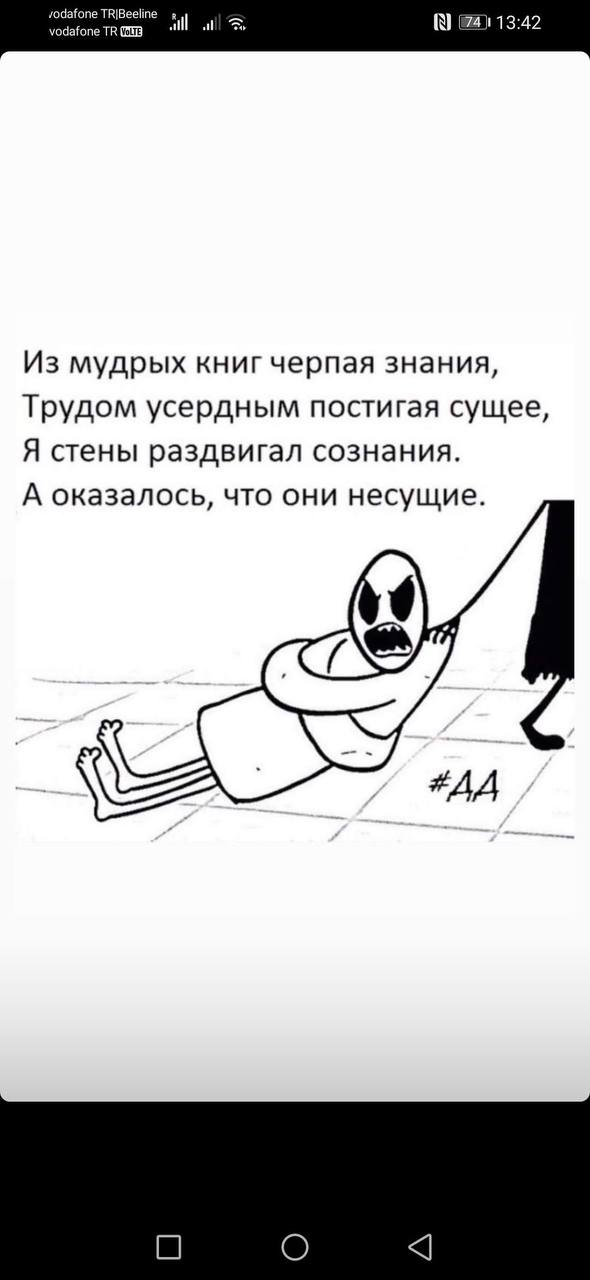 vodafone TR|Beeline
vodafone TR VoLTE
R
74
13:42
Из мудрых книг черпая знания,
Трудом усердным постигая сущее,
Я стены раздвигал сознания.
А оказалось, что они несущие.
#ДД